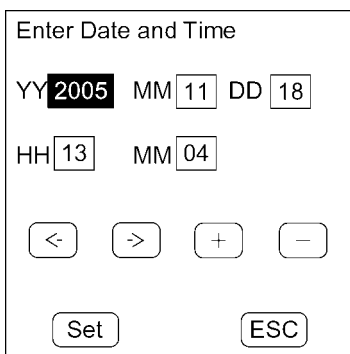 Enter Date and Time
YY 2005 MM 11 DD 18
HH 13 MM 04
<- -> + −
Set ESC